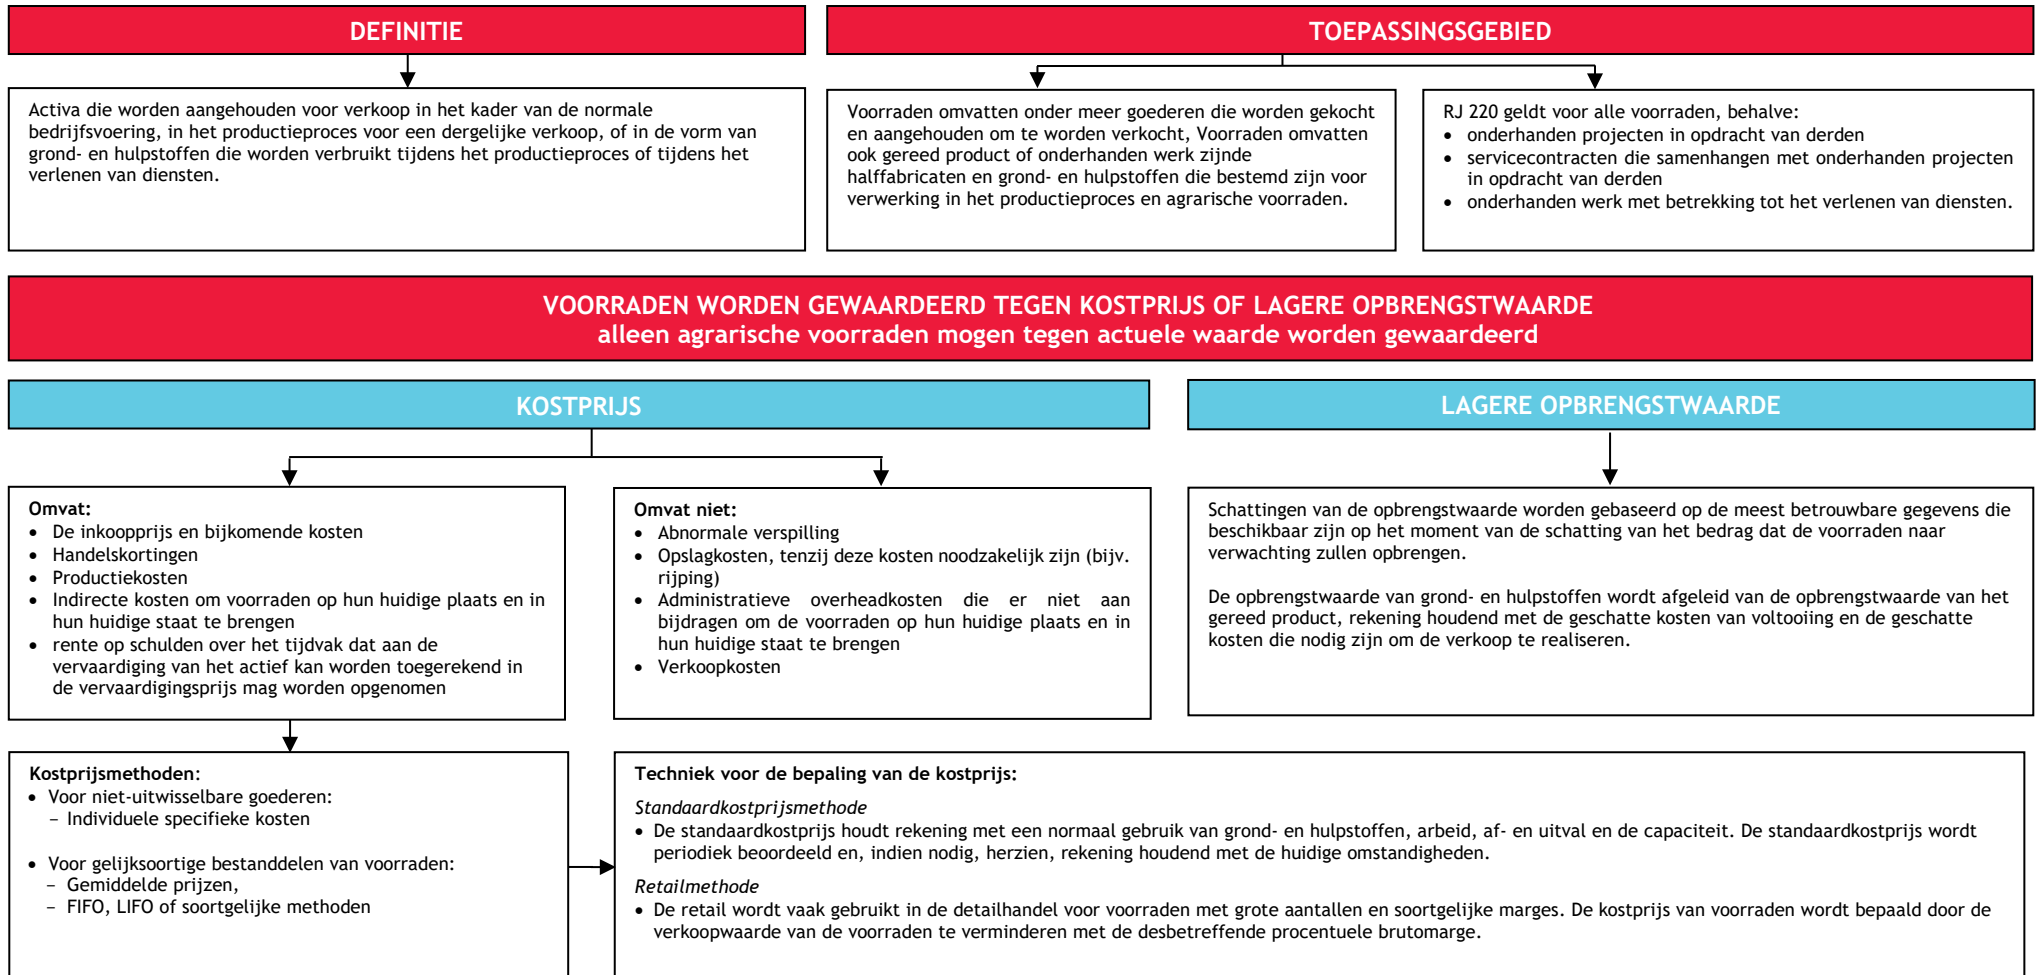 DEFINITIE
Activa die worden aangehouden voor verkoop in het kader van de normale
bedrijfsvoering, in het productieproces voor een dergelijke verkoop, of in de vorm van
grond- en hulpstoffen die worden verbruikt tijdens het productieproces of tijdens het
verlenen van diensten.
TOEPASSINGSGEBIED
Voorraden omvatten onder meer goederen die worden gekocht
en aangehouden om te worden verkocht, Voorraden omvatten
ook gereed product of onderhanden werk zijnde
halffabricaten en grond- en hulpstoffen die bestemd zijn voor
verwerking in het productieproces en agrarische voorraden.
RJ 220 geldt voor alle voorraden, behalve:
• onderhanden projecten in opdracht van derden
• servicecontracten die samenhangen met onderhanden projecten
in opdracht van derden
• onderhanden werk met betrekking tot het verlenen van diensten.
VOORRADEN WORDEN GEWAARDEERD TEGEN KOSTPRIJS OF LAGERE OPBRENGSTWAARDE
alleen agrarische voorraden mogen tegen actuele waarde worden gewaardeerd
KOSTPRIJS
Omvat:
• De inkoopprijs en bijkomende kosten
• Handelskortingen
• Productiekosten
• Indirecte kosten om voorraden op hun huidige plaats en in
hun huidige staat te brengen
• rente op schulden over het tijdvak dat aan de
vervaardiging van het actief kan worden toegerekend in
de vervaardigingsprijs mag worden opgenomen
Omvat niet:
• Abnormale verspilling
• Opslagkosten, tenzij deze kosten noodzakelijk zijn (bijv.
rijping)
• Administratieve overheadkosten die er niet aan
bijdragen om de voorraden op hun huidige plaats en in
hun huidige staat te brengen
• Verkoopkosten
LAGERE OPBRENGSTWAARDE
Schattingen van de opbrengstwaarde worden gebaseerd op de meest betrouwbare gegevens die
beschikbaar zijn op het moment van de schatting van het bedrag dat de voorraden naar
verwachting zullen opbrengen.
De opbrengstwaarde van grond- en hulpstoffen wordt afgeleid van de opbrengstwaarde van het
gereed product, rekening houdend met de geschatte kosten van voltooiing en de geschatte
kosten die nodig zijn om de verkoop te realiseren.
Kostprijsmethoden:
• Voor niet-uitwisselbare goederen:
– Individuele specifieke kosten
• Voor gelijksoortige bestanddelen van voorraden:
– Gemiddelde prijzen,
– FIFO, LIFO of soortgelijke methoden
Techniek voor de bepaling van de kostprijs:
Standaardkostprijsmethode
• De standaardkostprijs houdt rekening met een normaal gebruik van grond- en hulpstoffen, arbeid, af- en uitval en de capaciteit. De standaardkostprijs wordt
periodiek beoordeeld en, indien nodig, herzien, rekening houdend met de huidige omstandigheden.
Retailmethode
• De retail wordt vaak gebruikt in de detailhandel voor voorraden met grote aantallen en soortgelijke marges. De kostprijs van voorraden wordt bepaald door de
verkoopwaarde van de voorraden te verminderen met de desbetreffende procentuele brutomarge.